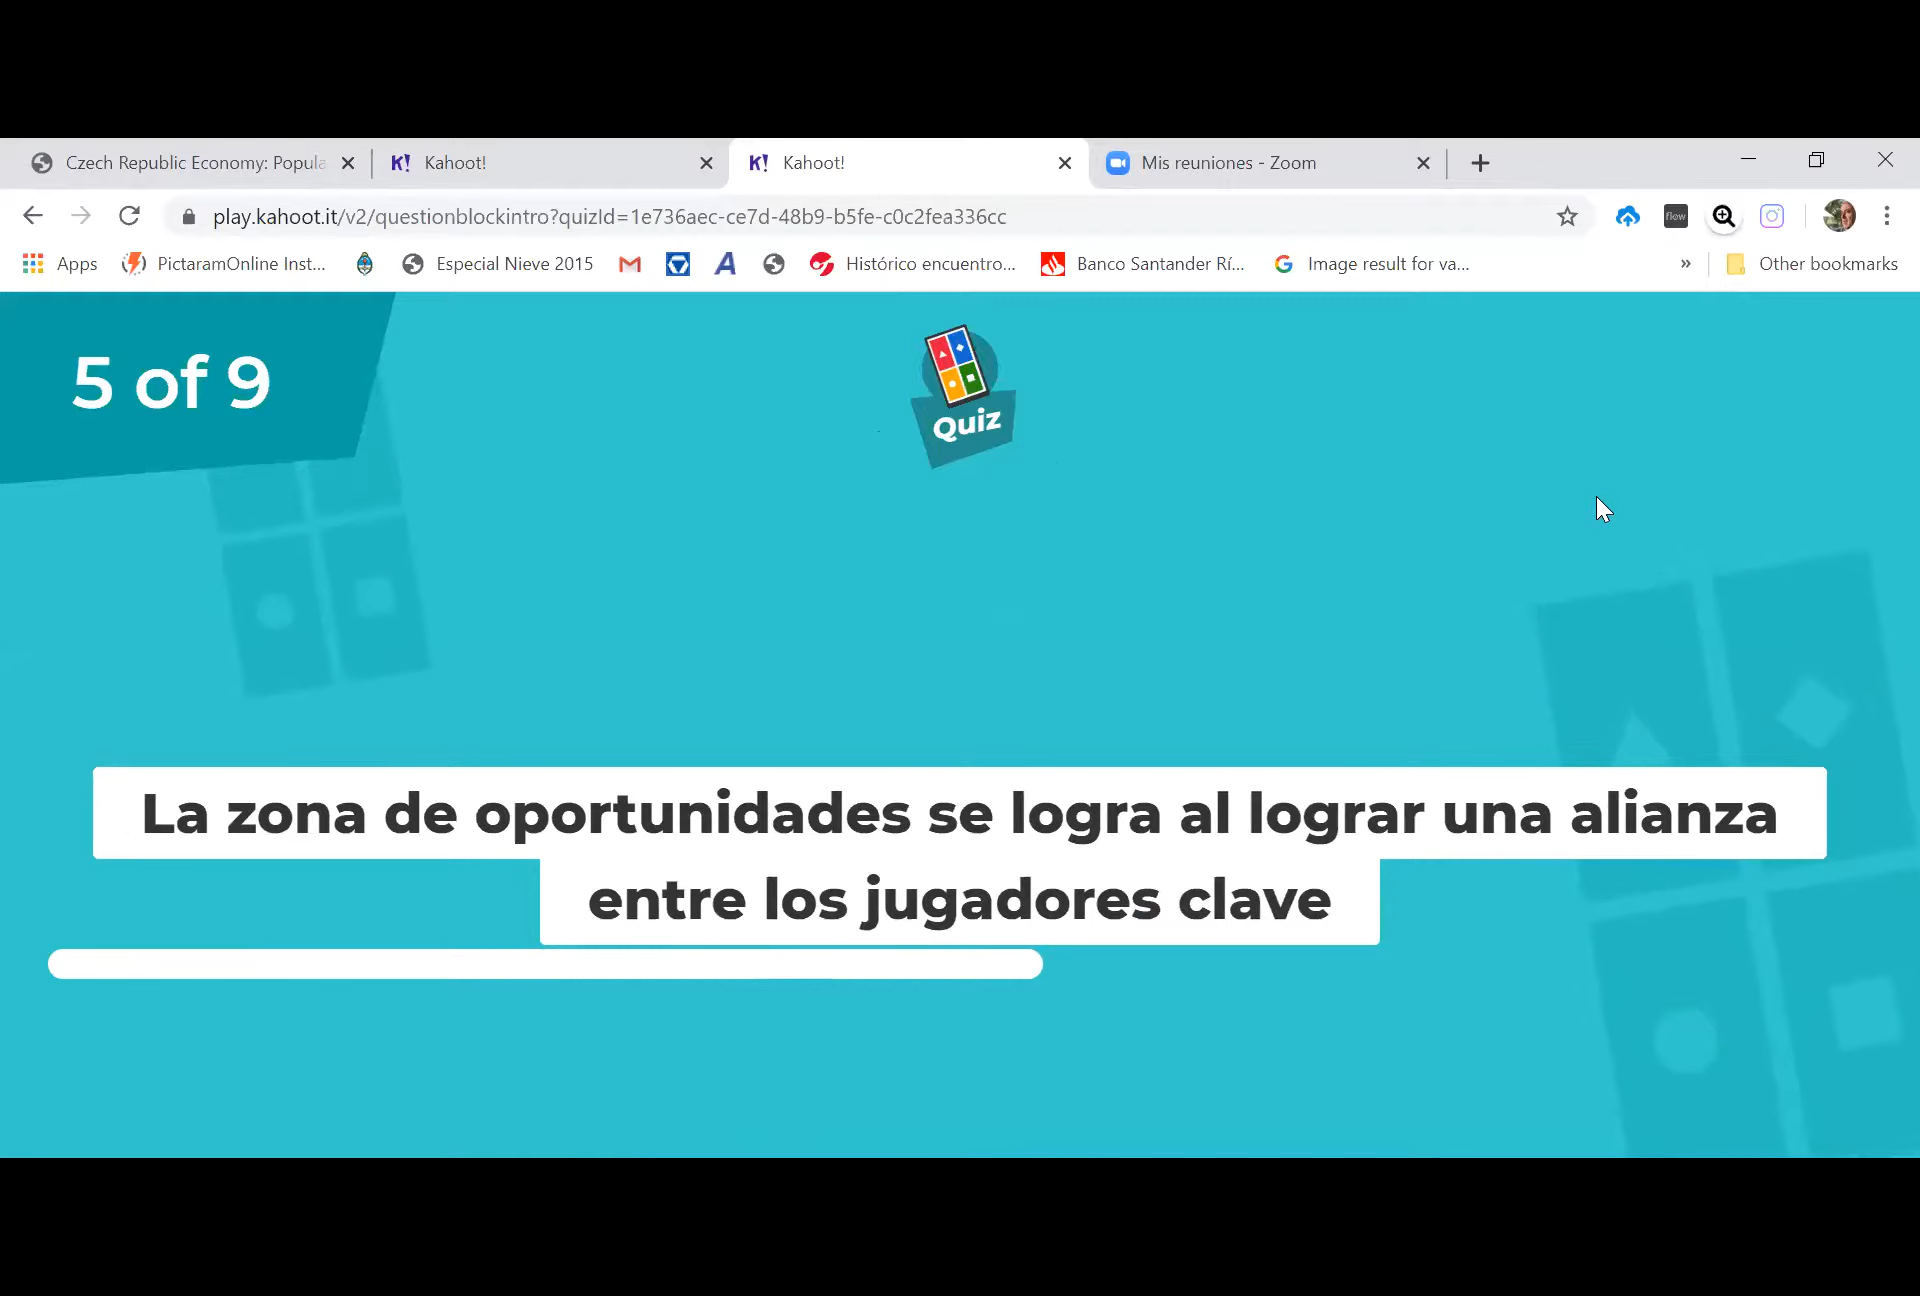 Czech Republic Economy: Popula
Kahoot!
Kahoot!
Mis reuniones - Zoom
play.kahoot.it/v2/questionblockintro?quizId=1e736aec-ce7d-48b9-b5fe-c0c2fea336cc
flow
Apps
PictaramOnline Inst...
Especial Nieve 2015
Histórico encuentro...
Banco Santander Rí...
Image result for va...
»
Other bookmarks
5 of 9
Quiz
La zona de oportunidades se logra al lograr una alianza
entre los jugadores clave